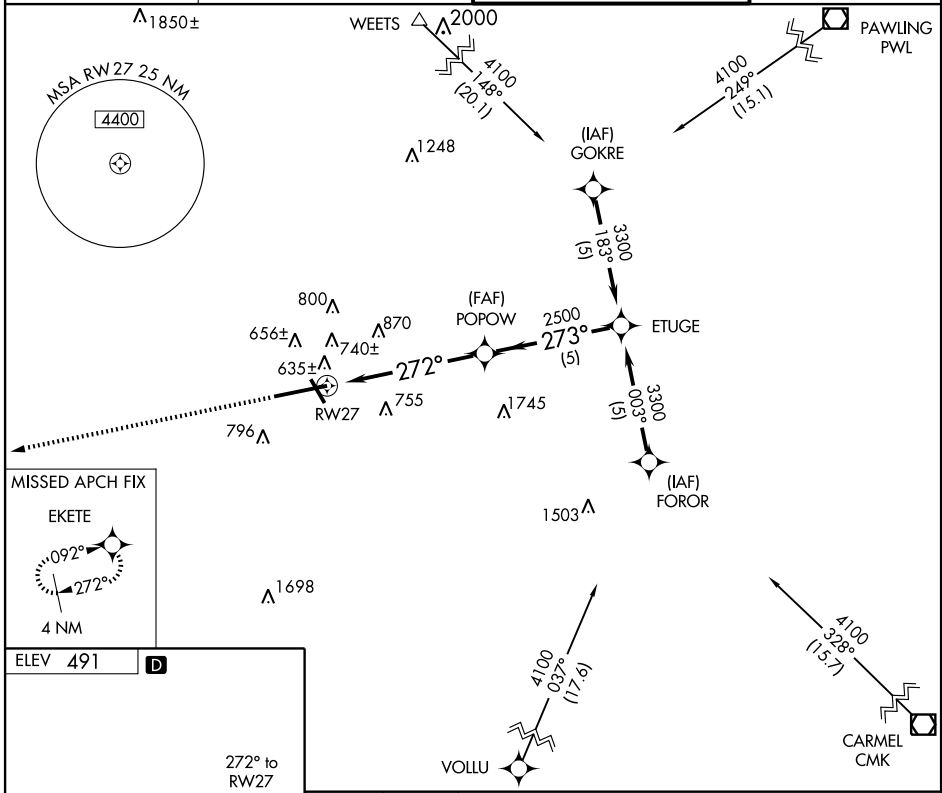 1850±
WEETS
2000
PAWLING
PWL
MSA RW27 25 NM
4400
4100
148°
(20.1)
4100
249°
(15.1)
1248
(IAF)
GOKRE
3300
183°
(5)
800
(FAF)
POPOW
2500
273°
(5)
ETUGE
656±
870
740±
635±
272°
RW27
755
1745
796
3300
003°
(5)
(IAF)
FOROR
MISSED APCH FIX
EKETE
092°
272°
4 NM
1503
1698
4100
037°
(17.6)
4100
328°
(15.7)
ELEV 491
D
CARMEL
CMK
VOLLU
272° to
RW27